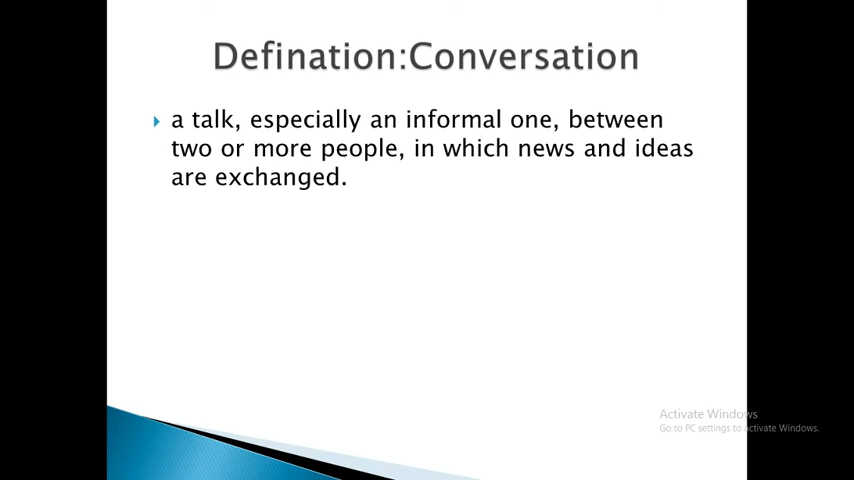 Defination:Conversation
a talk, especially an informal one, between
two or more people, in which news and ideas
are exchanged.
Activate Windows
Go to PC settings to activate Windows.